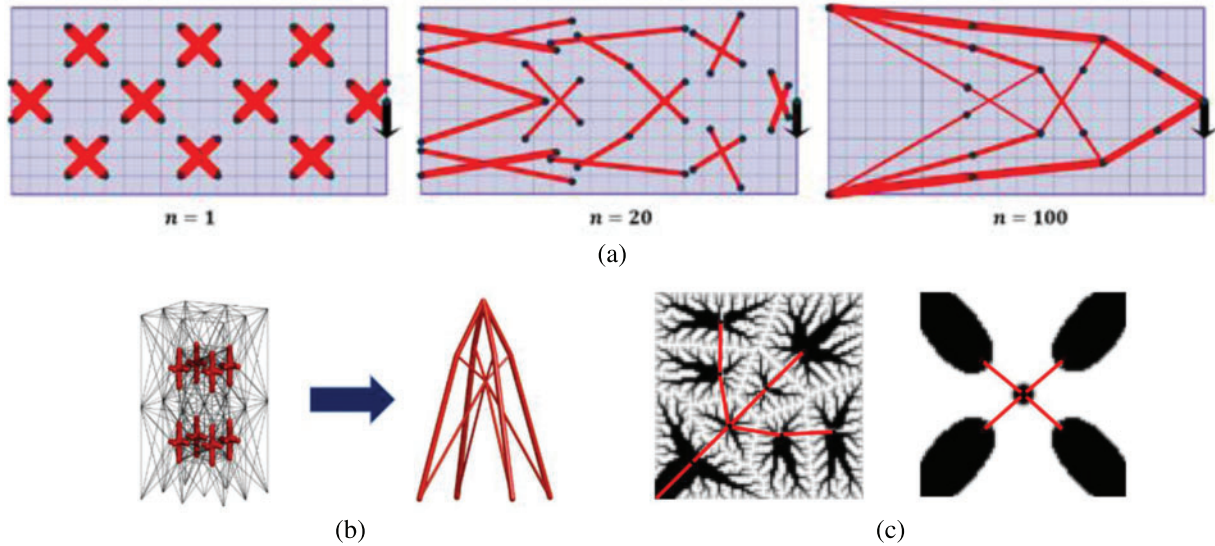 n = 1
n = 20
n = 100
(a)
(b)
(c)